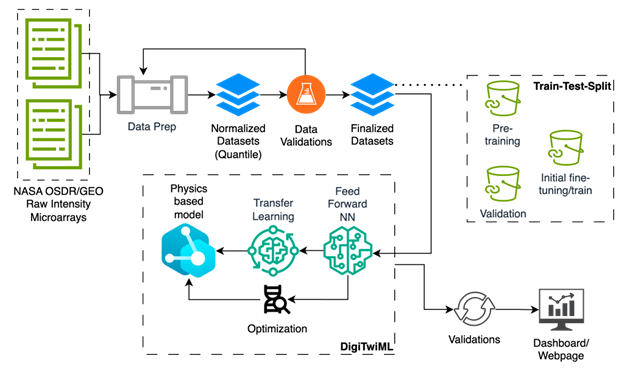 NASA OSDR/GEO
Raw Intensity
Microarrays
Data Prep
Normalized
Datasets
(Quantile)
Data
Validations
Finalized
Datasets
Train-Test-Split
Pre-
training
Initial fine-
tuning/train
Validation
Physics
based
model
Transfer
Learning
Feed
Forward
NN
Optimization
DigiTwiML
Validations
Dashboard/
Webpage